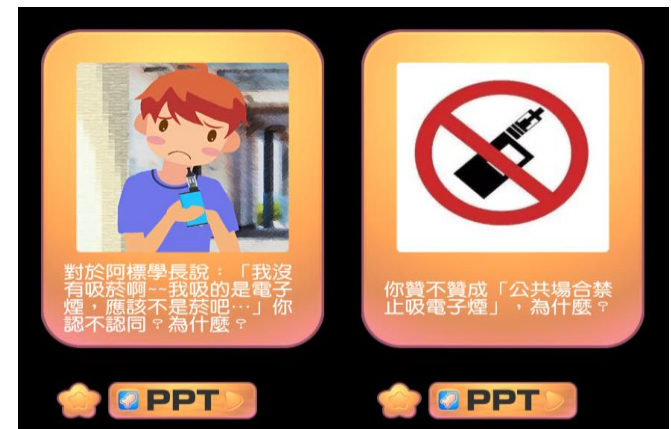 對於阿標學長說：「我沒
有吸菸啊~~我吸的是電子
煙，應該不是菸吧…」你
認不認同？為什麼？
PPT
你贊不贊成「公共場合禁
止吸電子煙」，為什麼？
PPT